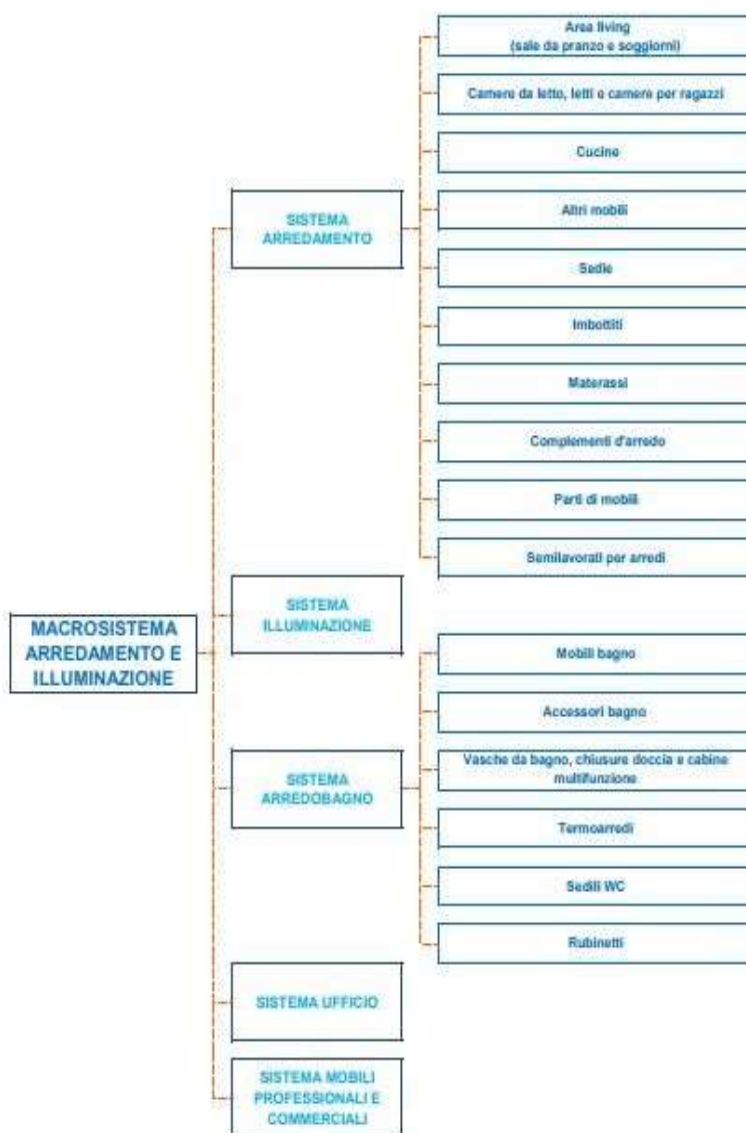 MACROSISTEMA
ARREDAMENTO E
ILLUMINAZIONE
SISTEMA
ARREDAMENTO
Area living
(sale da pranzo e soggiorni)
Camere da letto, letti e camere per ragazzi
Cucine
Altri mobili
Sedie
Imbottiti
Materassi
Complementi d'arredo
Parti di mobili
Semilavorati per arredi
SISTEMA
ILLUMINAZIONE
SISTEMA
ARREDOBAGNO
Mobili bagno
Accessori bagno
Vasche da bagno, chiusure doccia e cabine
multifunzione
Termoarredi
Sedili WC
Rubinetti
SISTEMA UFFICIO
SISTEMA MOBILI
PROFESSIONALI E
COMMERCIALI